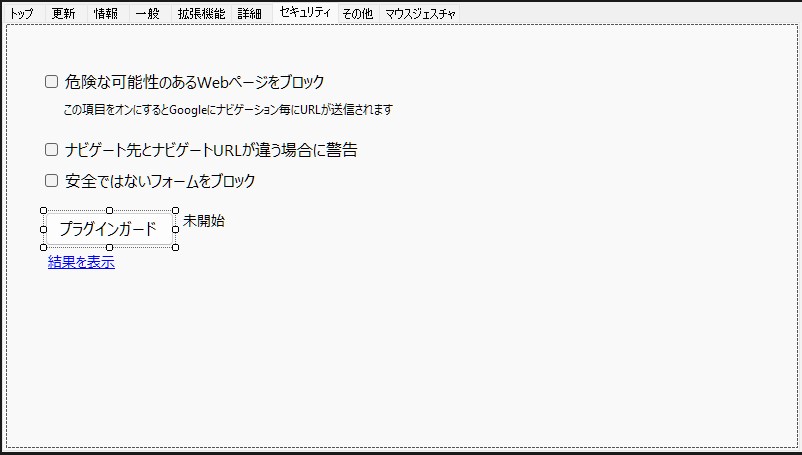 トップ 更新 情報 一般 拡張機能 詳細 セキュリティ その他 マウスジェスチャ
危険な可能性のあるWebページをブロック
この項目をオンにするとGoogleにナビゲーション毎にURLが送信されます
ナビゲート先とナビゲートURLが違う場合に警告
安全ではないフォームをブロック
プラグインガード 未開始
結果を表示